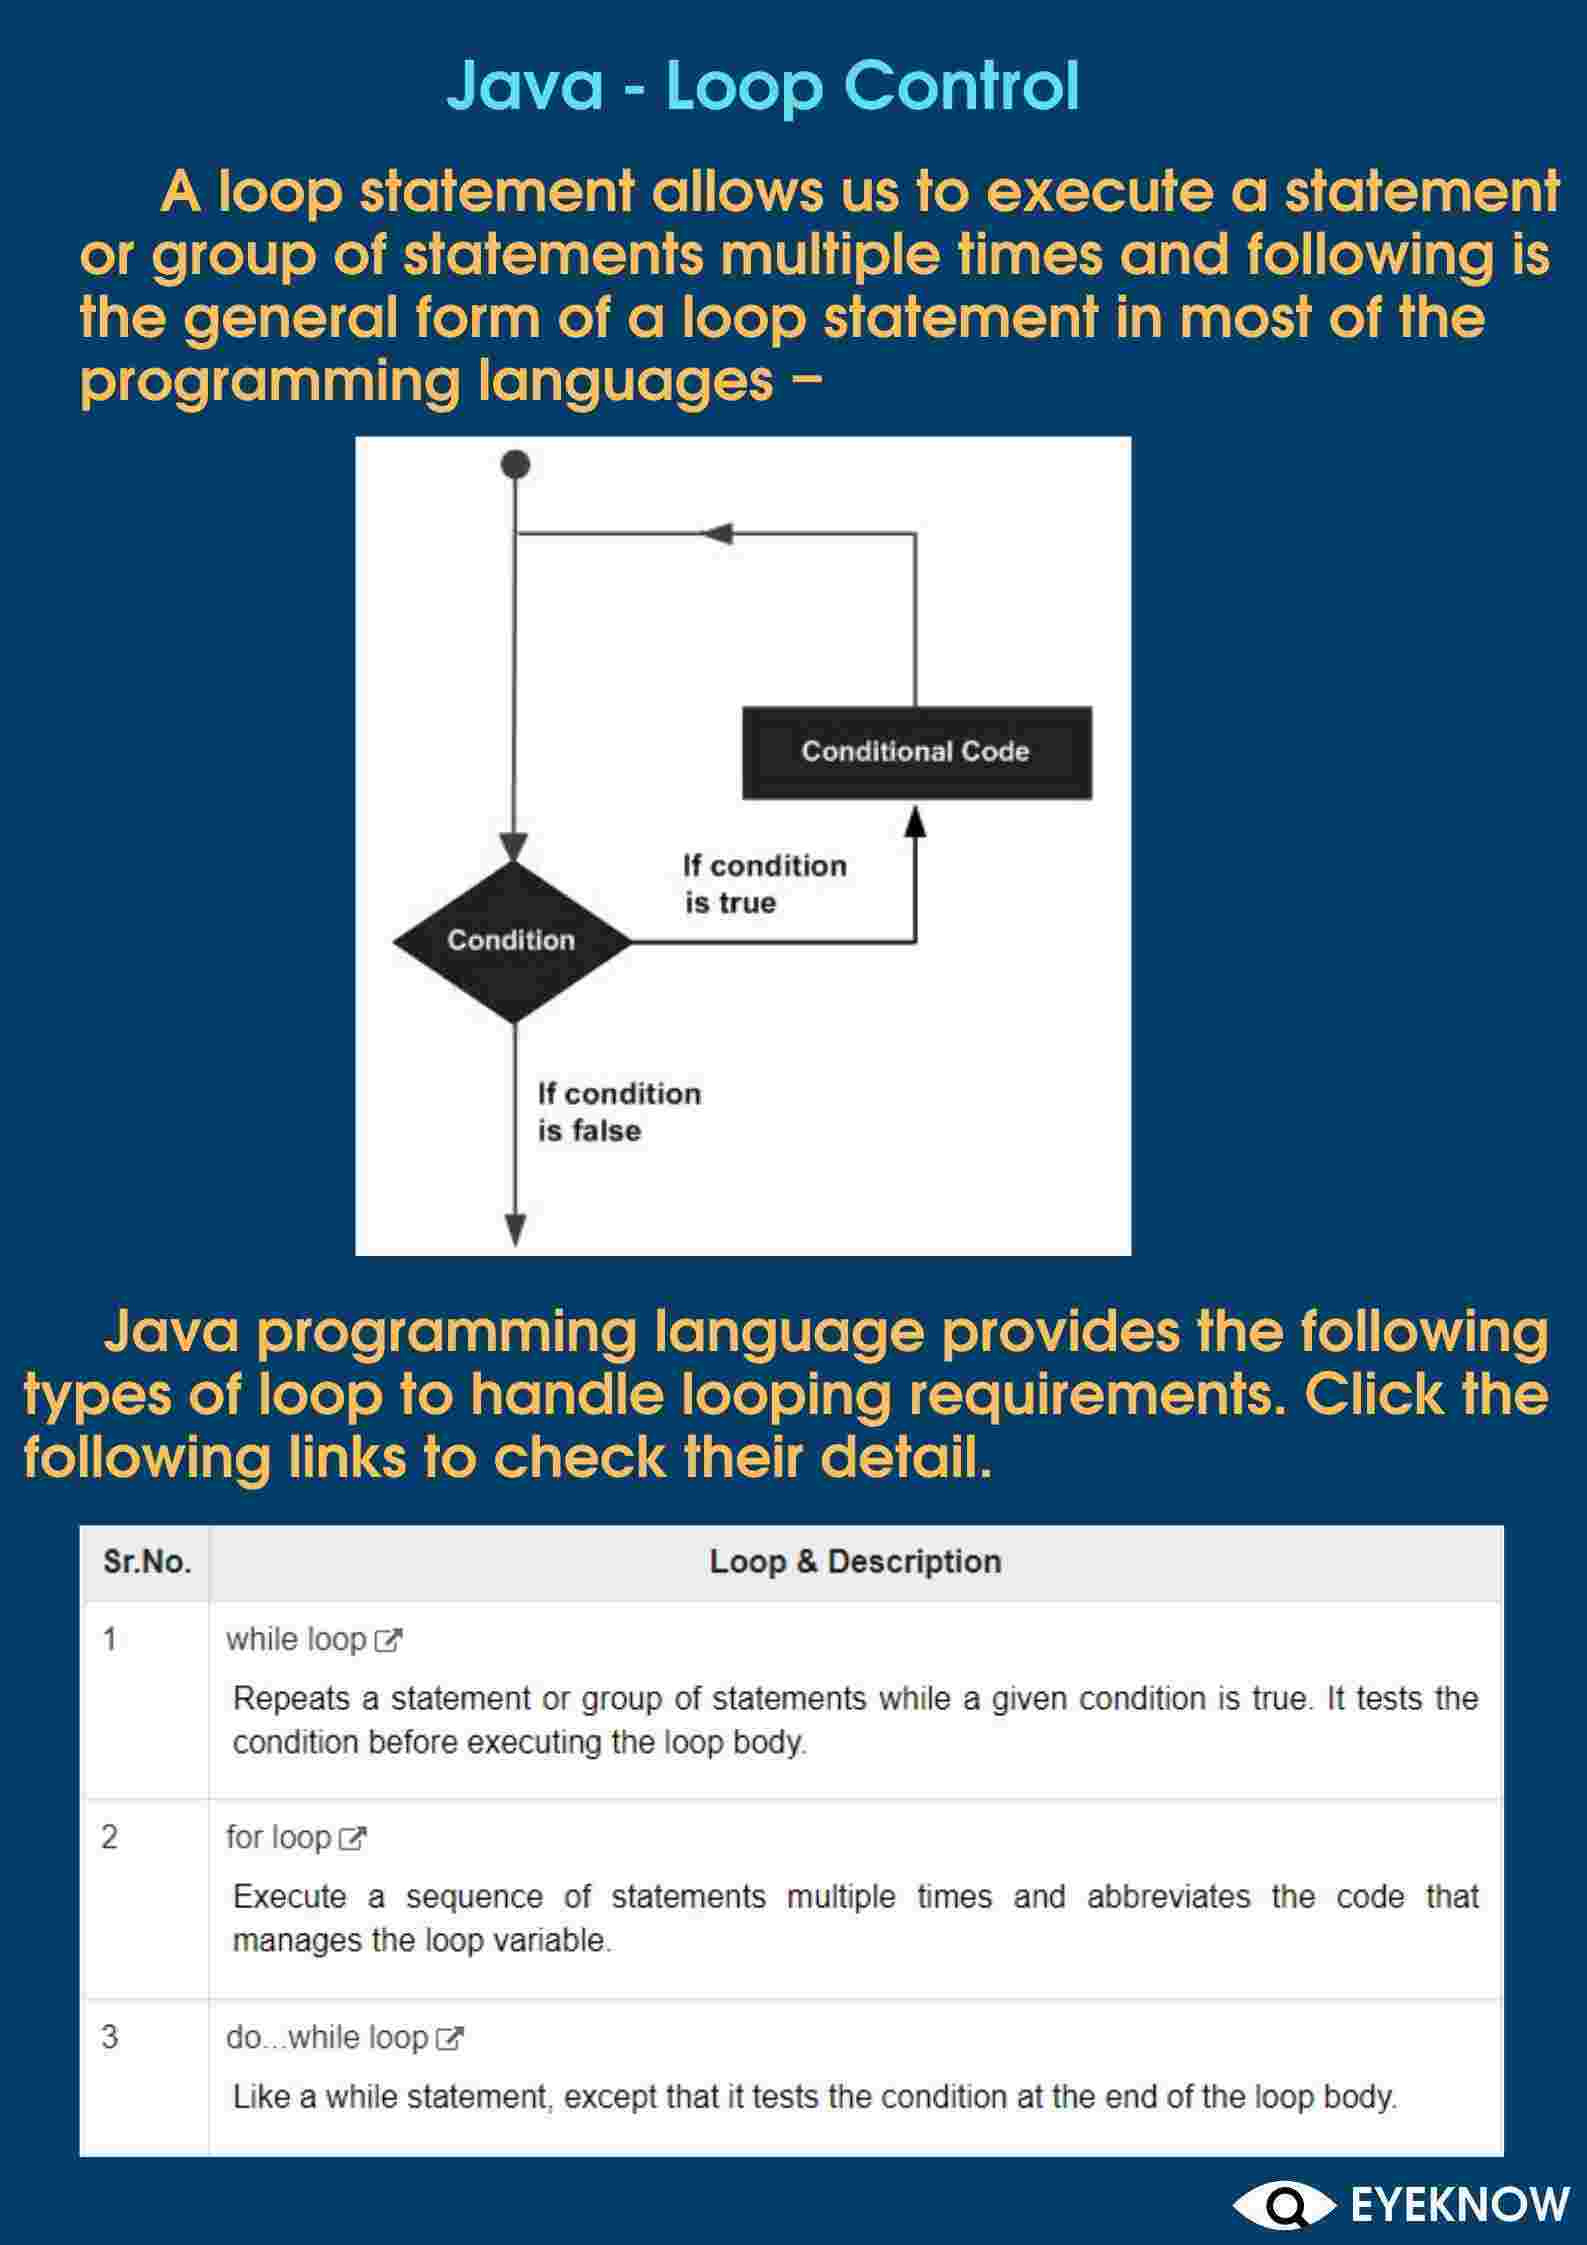 Java - Loop Control
A loop statement allows us to execute a statement
or group of statements multiple times and following is
the general form of a loop statement in most of the
programming languages –
Conditional Code
If condition
is true
Condition
If condition
is false
Java programming language provides the following
types of loop to handle looping requirements. Click the
following links to check their detail.
Sr.No. Loop & Description
1 while loop
Repeats a statement or group of statements while a given condition is true. It tests the
condition before executing the loop body.
2 for loop
Execute a sequence of statements multiple times and abbreviates the code that
manages the loop variable.
3 do...while loop
Like a while statement, except that it tests the condition at the end of the loop body.
EYEKNOW